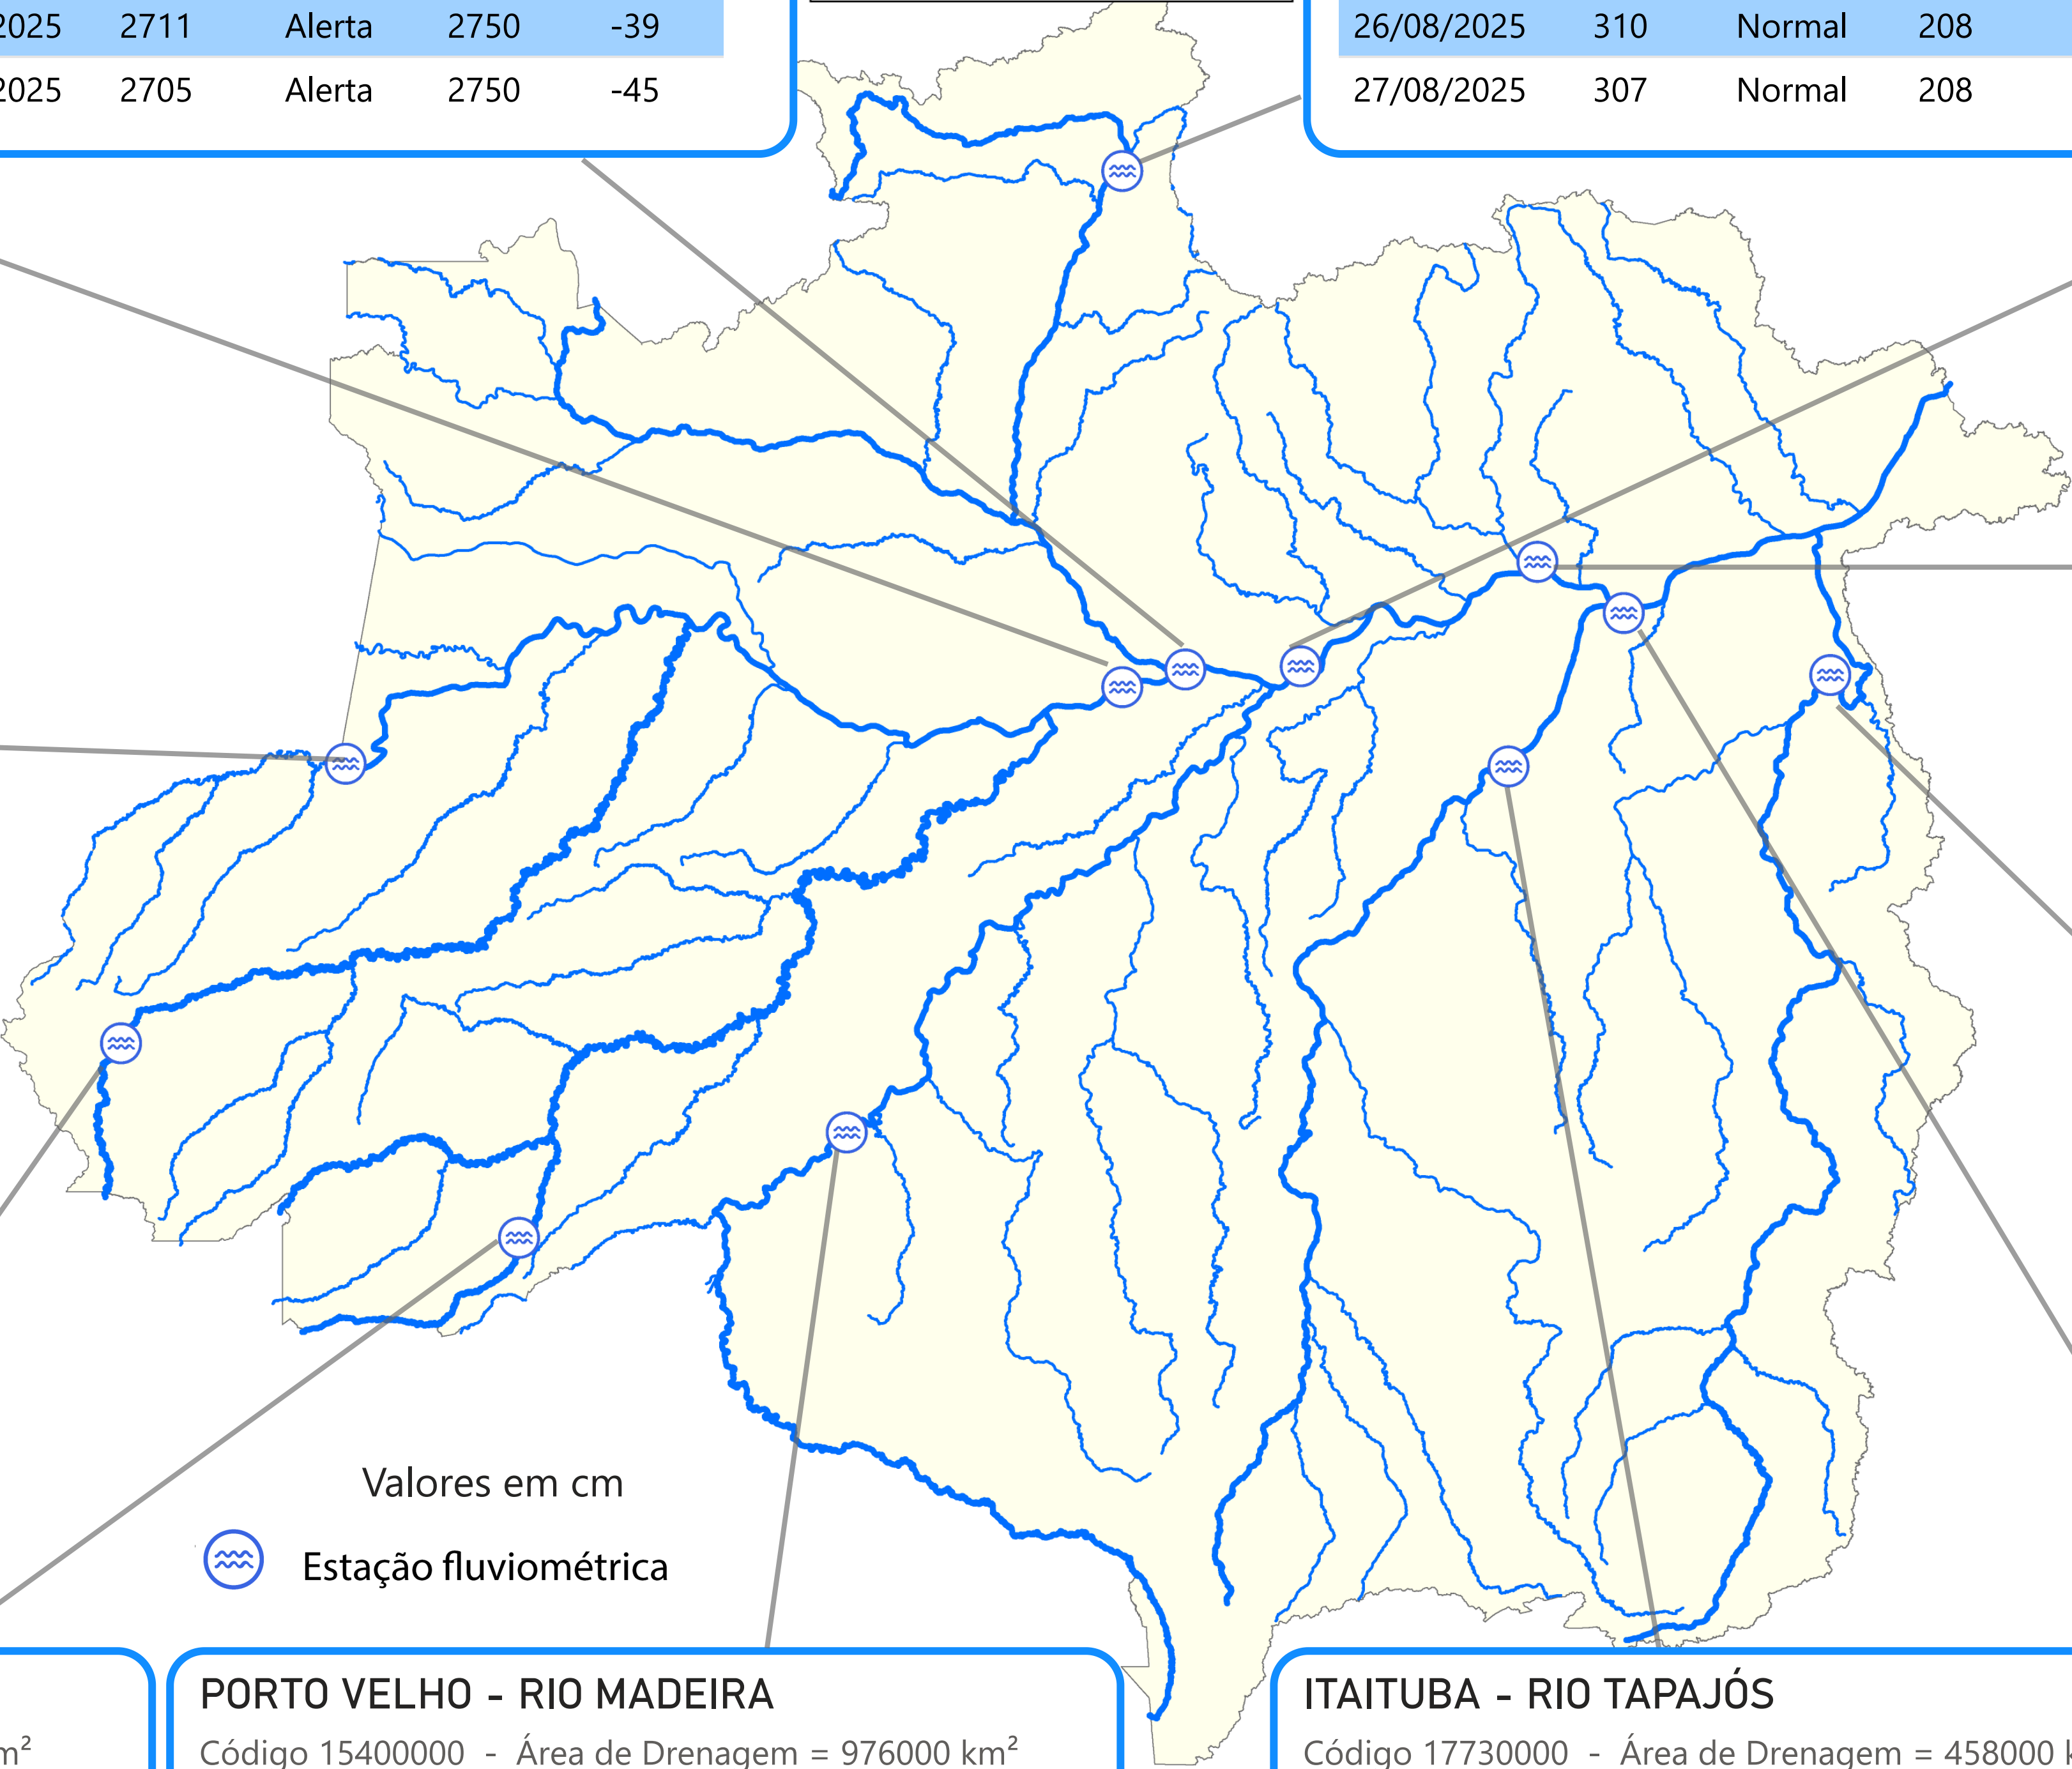 2025 2711 Alerta 2750 -39
2025 2705 Alerta 2750 -45
26/08/2025 310 Normal 208
27/08/2025 307 Normal 208
Valores em cm
Estação fluviométrica
m²
PORTO VELHO - RIO MADEIRA
Código 15400000 - Área de Drenagem = 976000 km²
ITAITUBA - RIO TAPAJÓS
Código 17730000 - Área de Drenagem = 458000 k